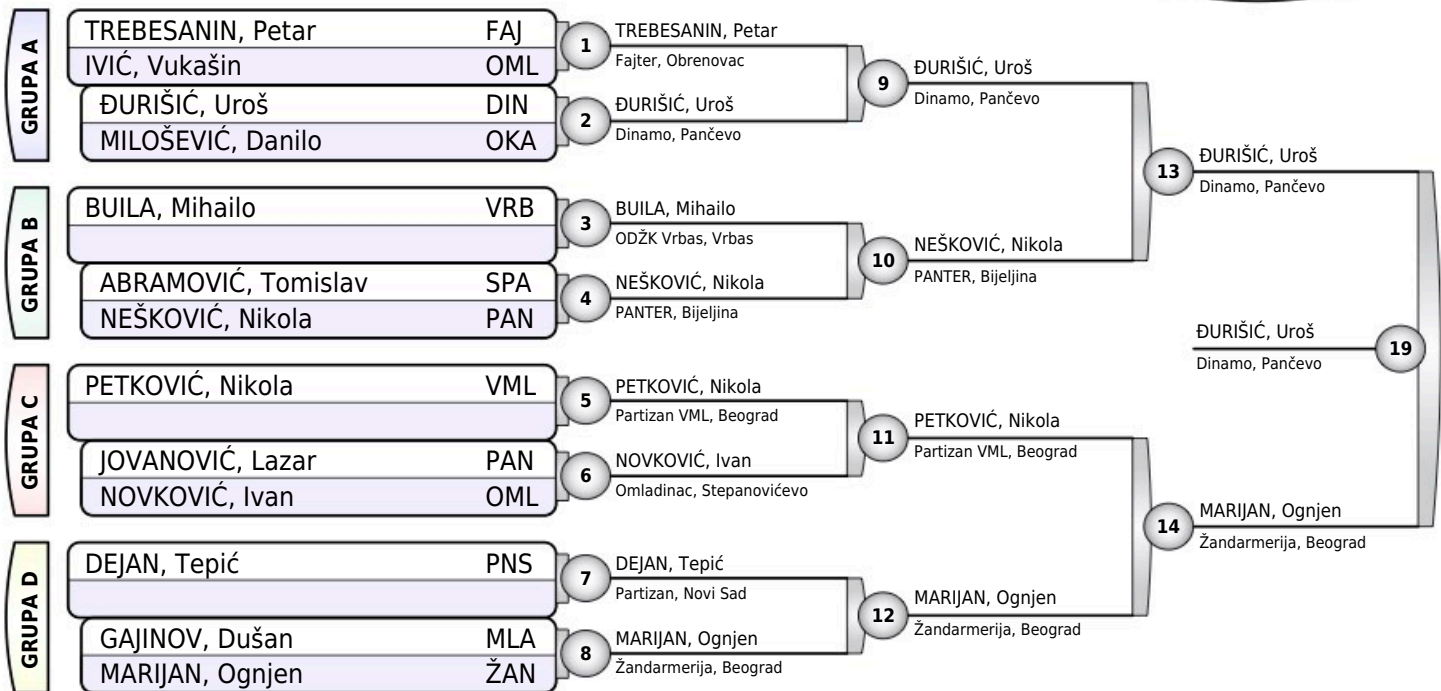 GRUPA A
TREBESANIN, Petar FAJ
IVIĆ, Vukašin OML
ĐURIŠIĆ, Uroš DIN
MILOŠEVIĆ, Danilo OKA
GRUPA B
BUILA, Mihailo VRB
ABRAMOVIĆ, Tomislav SPA
NEŠKOVIĆ, Nikola PAN
GRUPA C
PETKOVIĆ, Nikola VML
JOVANOVIĆ, Lazar PAN
NOVKOVIĆ, Ivan OML
GRUPA D
DEJAN, Tepić PNS
GAJINOV, Dušan MLA
MARIJAN, Ognjen ŽAN
1
TREBESANIN, Petar
Fajter, Obrenovac
2
ĐURIŠIĆ, Uroš
Dinamo, Pančevo
3
BUILA, Mihailo
ODŽK Vrbas, Vrbas
4
NEŠKOVIĆ, Nikola
PANTER, Bijeljina
5
PETKOVIĆ, Nikola
Partizan VML, Beograd
6
NOVKOVIĆ, Ivan
Omladinac, Stepanovićevo
7
DEJAN, Tepić
Partizan, Novi Sad
8
MARIJAN, Ognjen
Žandarmerija, Beograd
9
ĐURIŠIĆ, Uroš
Dinamo, Pančevo
10
NEŠKOVIĆ, Nikola
PANTER, Bijeljina
11
PETKOVIĆ, Nikola
Partizan VML, Beograd
12
MARIJAN, Ognjen
Žandarmerija, Beograd
13
ĐURIŠIĆ, Uroš
Dinamo, Pančevo
14
MARIJAN, Ognjen
Žandarmerija, Beograd
ĐURIŠIĆ, Uroš
Dinamo, Pančevo
19